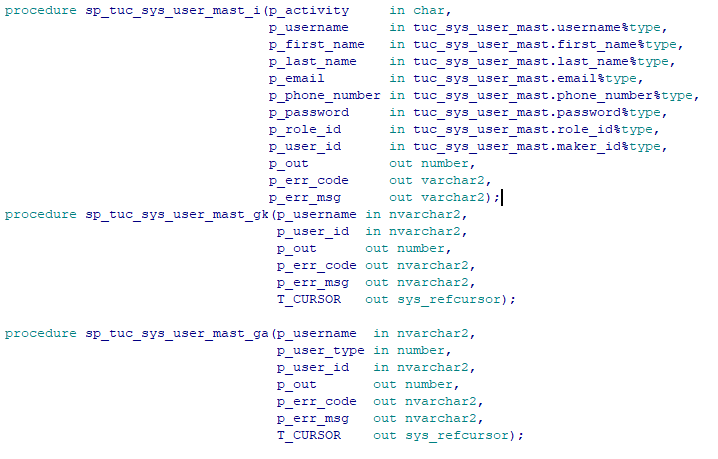 procedure sp_tuc_sys_user_mast_i(p_activity in char,
p_username in tuc_sys_user_mast.username%type,
p_first_name in tuc_sys_user_mast.first_name%type,
p_last_name in tuc_sys_user_mast.last_name%type,
p_email in tuc_sys_user_mast.email%type,
p_phone_number in tuc_sys_user_mast.phone_number%type,
p_password in tuc_sys_user_mast.password%type,
p_role_id in tuc_sys_user_mast.role_id%type,
p_user_id in tuc_sys_user_mast.maker_id%type,
p_out out number,
p_err_code out varchar2,
p_err_msg out varchar2);
procedure sp_tuc_sys_user_mast_gk(p_username in nvarchar2,
p_user_id in nvarchar2,
p_out out number,
p_err_code out nvarchar2,
p_err_msg out nvarchar2,
T_CURSOR out sys_refcursor);
procedure sp_tuc_sys_user_mast_ga(p_username in nvarchar2,
p_user_type in number,
p_user_id in nvarchar2,
p_out out number,
p_err_code out nvarchar2,
p_err_msg out nvarchar2,
T_CURSOR out sys_refcursor);